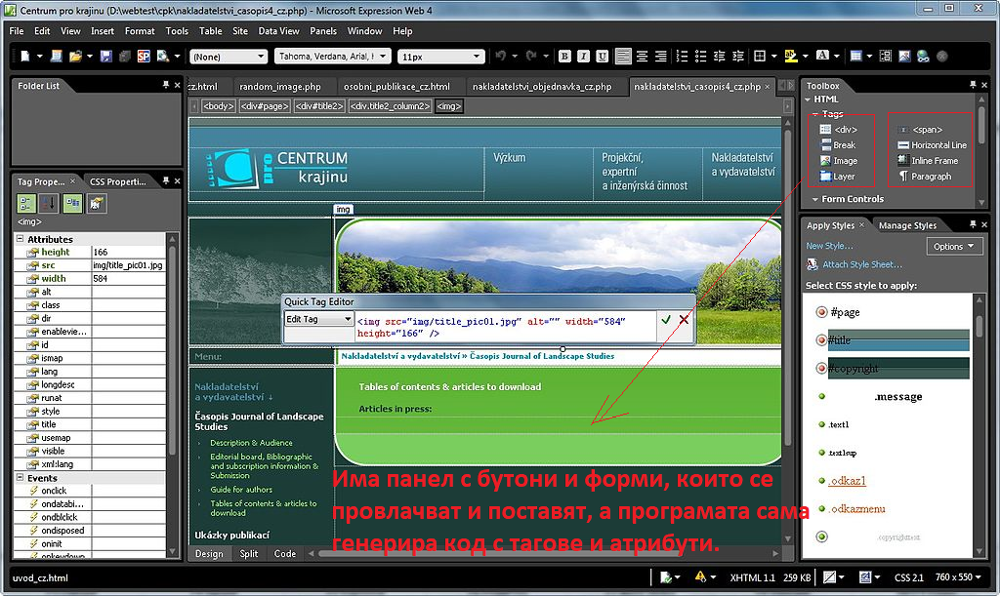 Centrum pro krajinu (D:\webtest\cpk\nakladatelstvi_casopis4_cz.php) - Microsoft Expression Web 4
File Edit View Insert Format Tools Table Site Data View Panels Window Help
(None) Tahoma, Verdana, Arial, H 11px B I U
Folder List
cz.html random_image.php osobni_publikace_cz.html nakladatelstvi_objednavka_cz.php nakladatelstvi_casopis4_cz.php
<body> <div#page> <div#title2> <div.title2_column2> <img>
CENTRUM
pro
krajinu
Výzkum
Projekční,
expertní
a inženýrská činnost
Nakladatelství
a vydavatelství
img
Quick Tag Editor
Edit Tag
<img src="img/title_pic01.jpg" alt="" width="584"
height="166" />
Menu:
Nakladatelství a vydavatelství » Časopis Journal of Landscape Studies
Nakladatelství
a vydavatelství ↓
Časopis Journal of Landscape
Studies
Description & Audience
Editorial board, Bibliographic
and subscription information &
Submission
Guide for authors
Tables of contents & articles to
download
Ukázky publikací
Tables of contents & articles to download
Articles in press:
Има панел с бутони и форми, които се
провлачват и поставят, а програмата сама
генерира код с тагове и атрибути.
Design Split Code
Tag Prope... CSS Properti...
<img>
Attributes
height 166
src img/title_pic01.jpg
width 584
alt
class
dir
enablevie...
id
ismap
lang
longdesc
runat
style
title
usemap
visible
xml:lang
Events
onclick
ondatabi...
ondblclick
ondisposed
oninit
onkeydown
Toolbox
HTML
Tags
<div> <span>
Break Horizontal Line
Image Inline Frame
Layer Paragraph
Form Controls
Apply Styles Manage Styles
New Style... Options
Attach Style Sheet...
Select CSS style to apply:
#page
#title
#copyright
.message
.text1
.textsup
.odkaz1
.odkazmenu
.copyrighttext
uvod_cz.html
XHTML 1.1 259 KB CSS 2.1 760 x 550